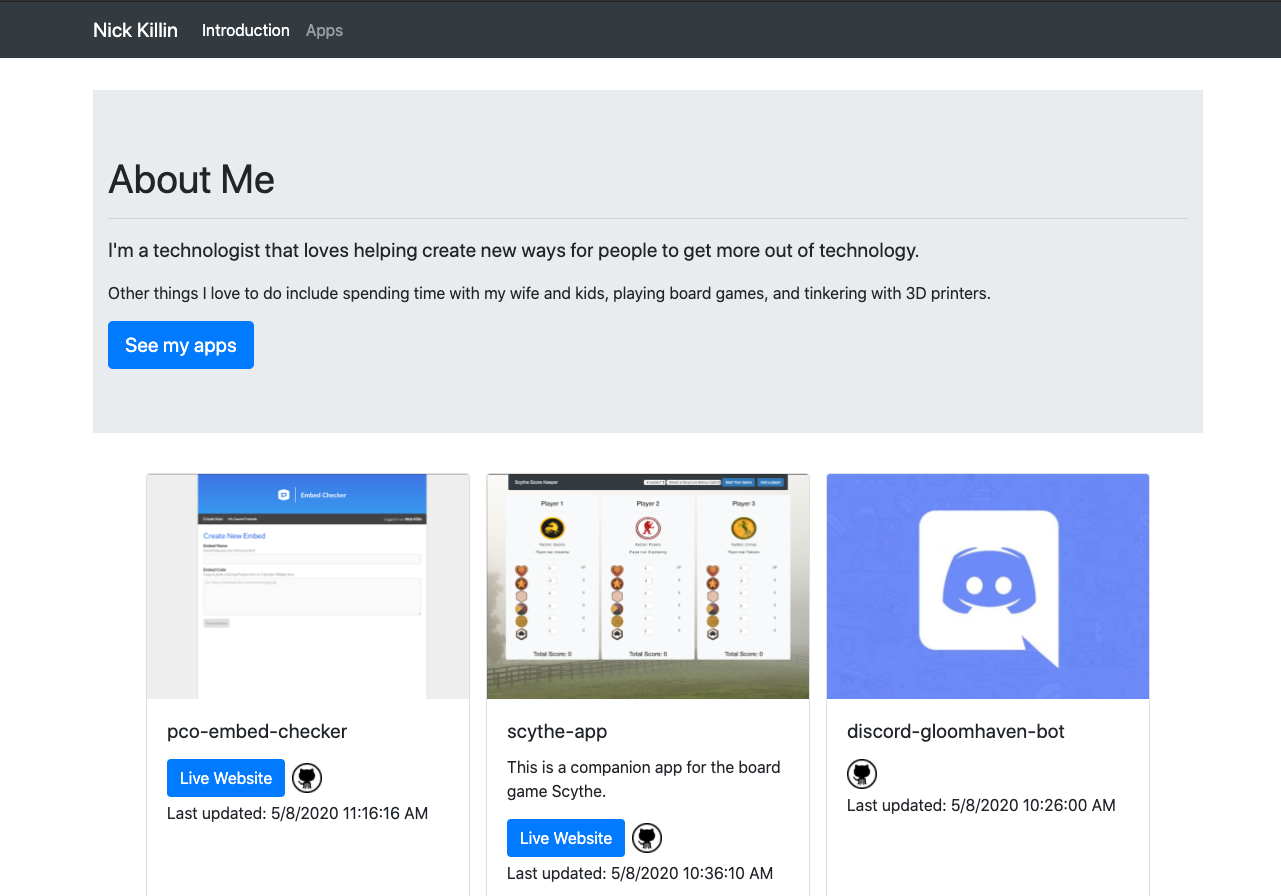 Nick Killin Introduction Apps
About Me
I'm a technologist that loves helping create new ways for people to get more out of technology.
Other things I love to do include spending time with my wife and kids, playing board games, and tinkering with 3D printers.
See my apps
Embed Checker
Create New Embed
Embed Name
Embed Code
Scythe Score Keeper
Add a player
Player 1 Player 2 Player 3
Total Score: 0 Total Score: 0 Total Score: 0
pco-embed-checker
Live Website
Last updated: 5/8/2020 11:16:16 AM
scythe-app
This is a companion app for the board
game Scythe.
Live Website
Last updated: 5/8/2020 10:36:10 AM
discord-gloomhaven-bot
Last updated: 5/8/2020 10:26:00 AM